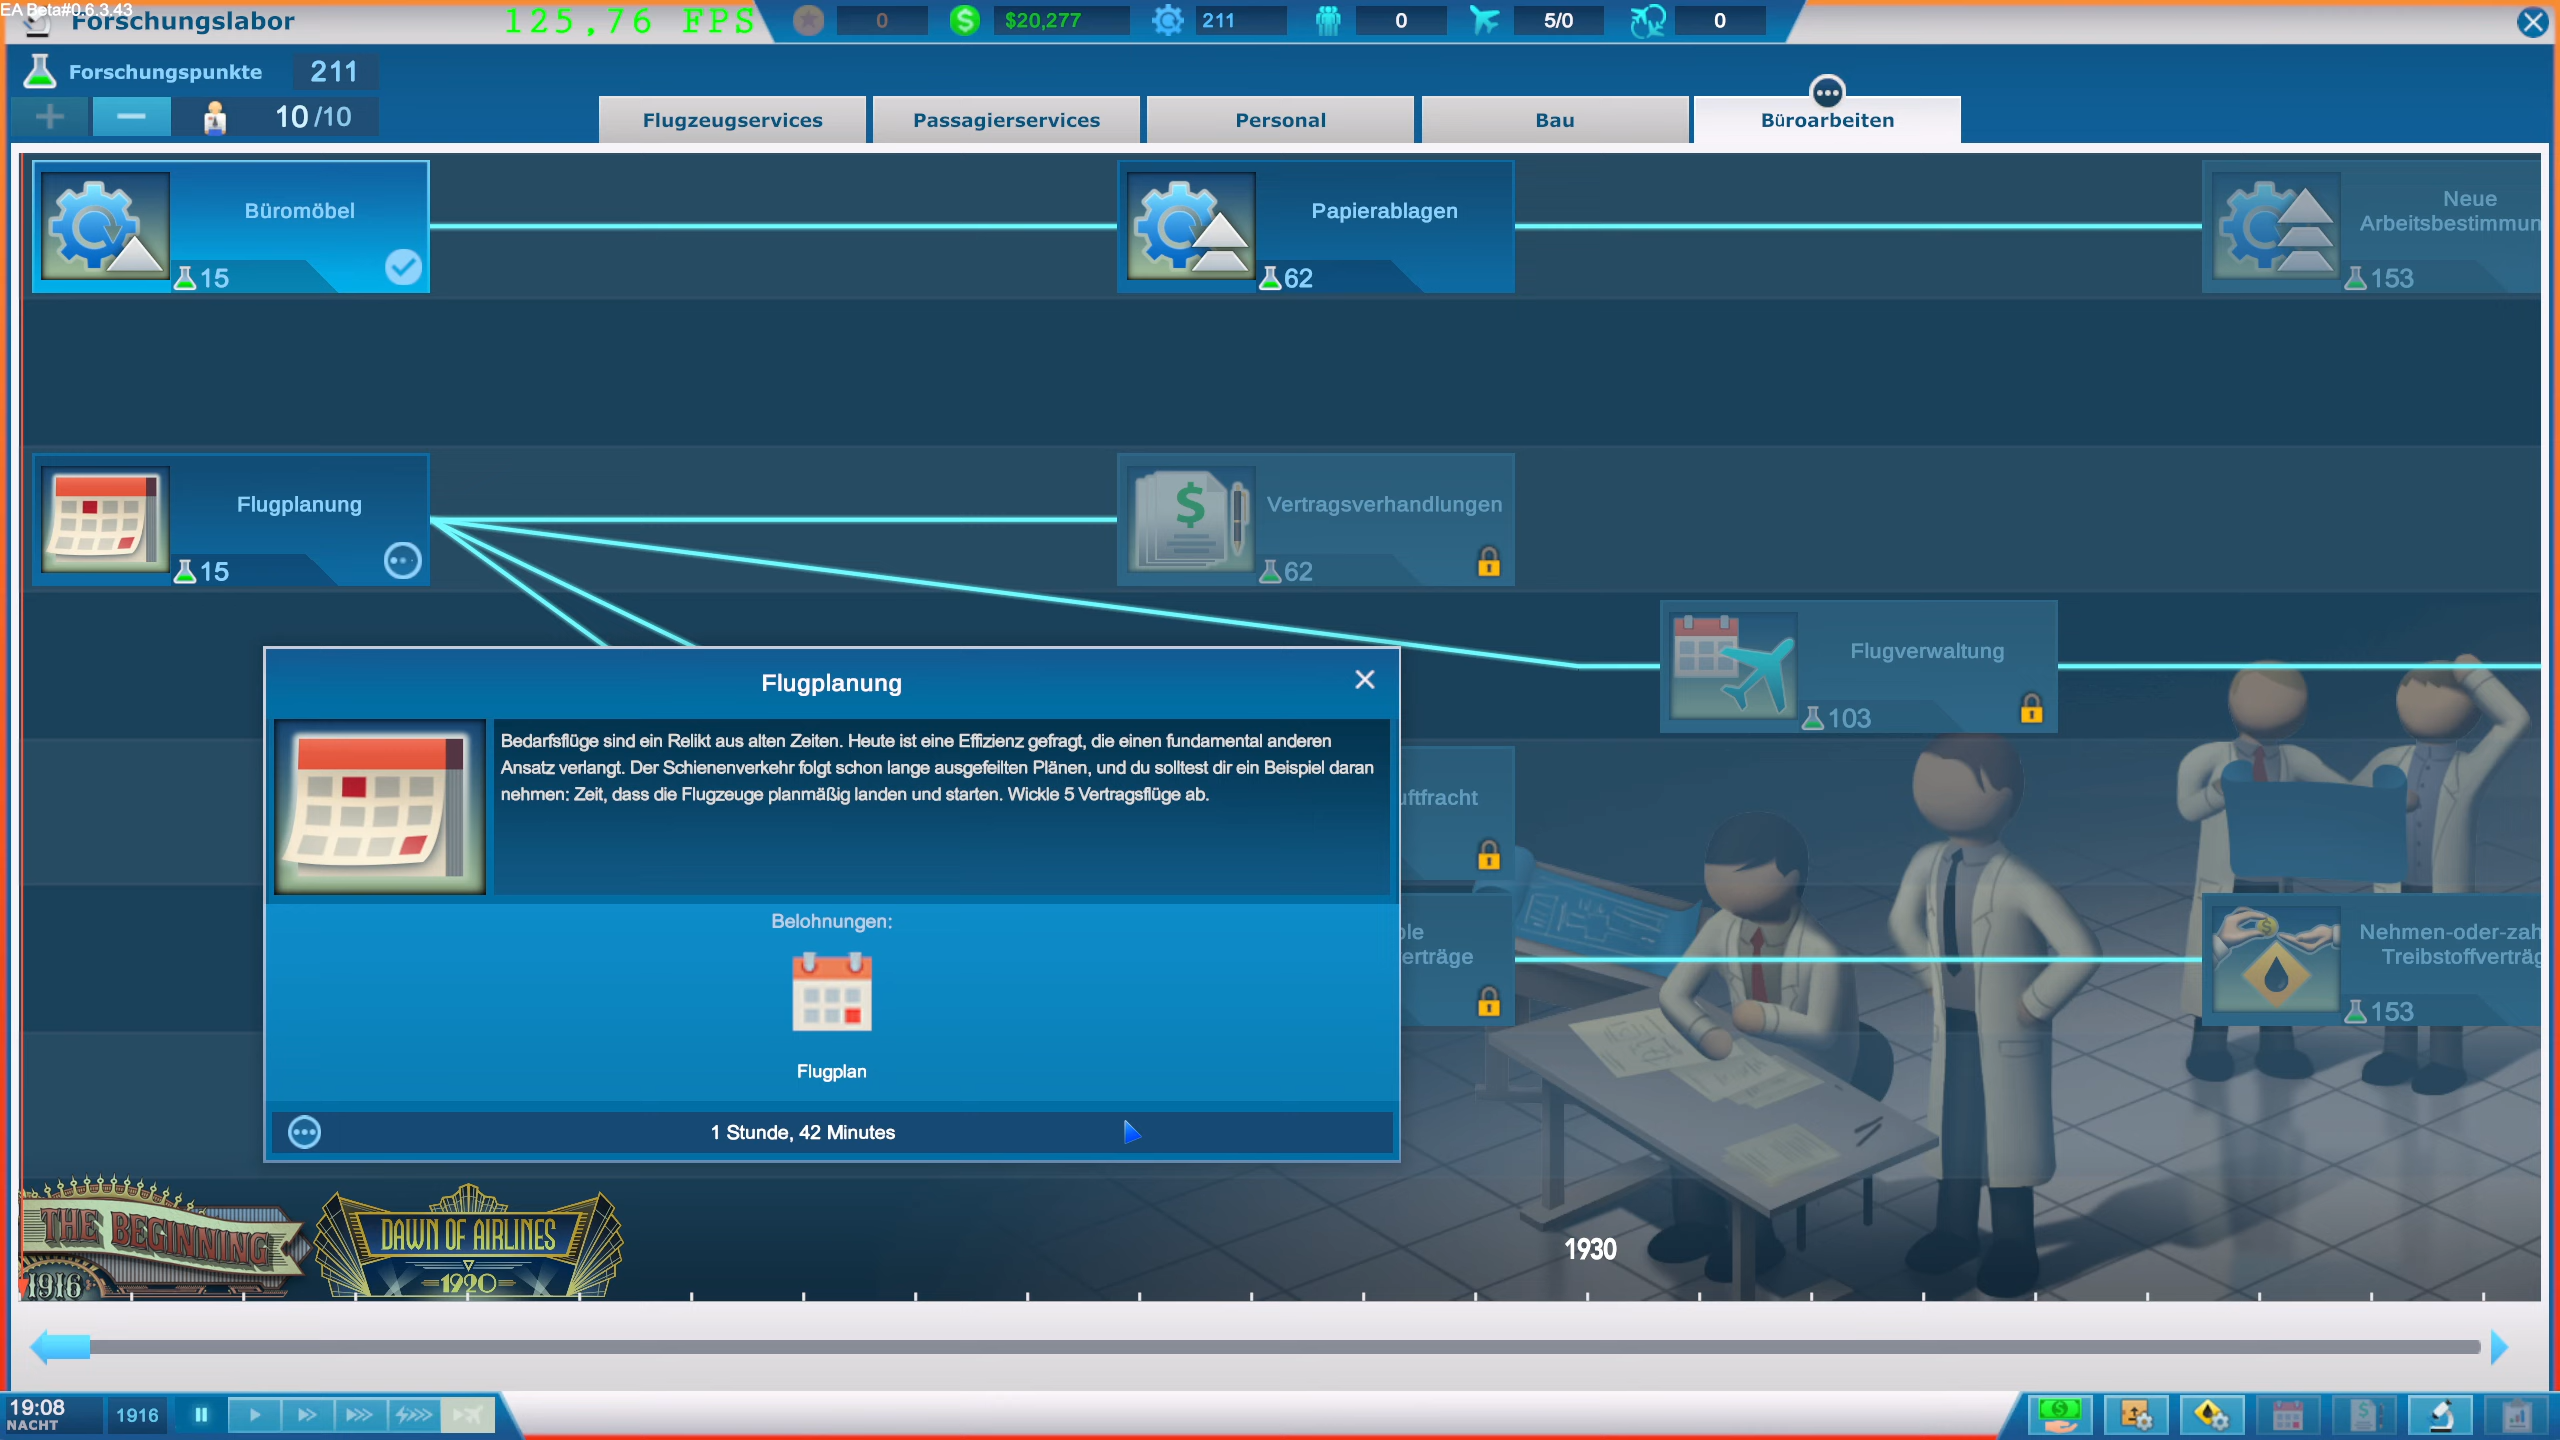 EA Beta#0.6.3.43
Forschungslabor
125,76 FPS
0
$20,277
211
0
5/0
0
Forschungspunkte
211
10/10
Flugzeugservices
Passagierservices
Personal
Bau
Büroarbeiten
Büromöbel
15
Papierablagen
62
Neue
Arbeitsbestimmun
153
Flugplanung
15
Vertragsverhandlungen
62
Flugverwaltung
103
Flugplanung
Bedarfsflüge sind ein Relikt aus alten Zeiten. Heute ist eine Effizienz gefragt, die einen fundamental anderen
Ansatz verlangt. Der Schienenverkehr folgt schon lange ausgefeilten Plänen, und du solltest dir ein Beispiel daran
nehmen: Zeit, dass die Flugzeuge planmäßig landen und starten. Wickle 5 Vertragsflüge ab.
uftfracht
ble
erträge
Nehmen-oder-zah
Treibstoffverträg
153
Belohnungen:
Flugplan
1 Stunde, 42 Minutes
THE BEGINNING
1916
DAWN OF AIRLINES
1920
1930
19:08
NACHT
1916